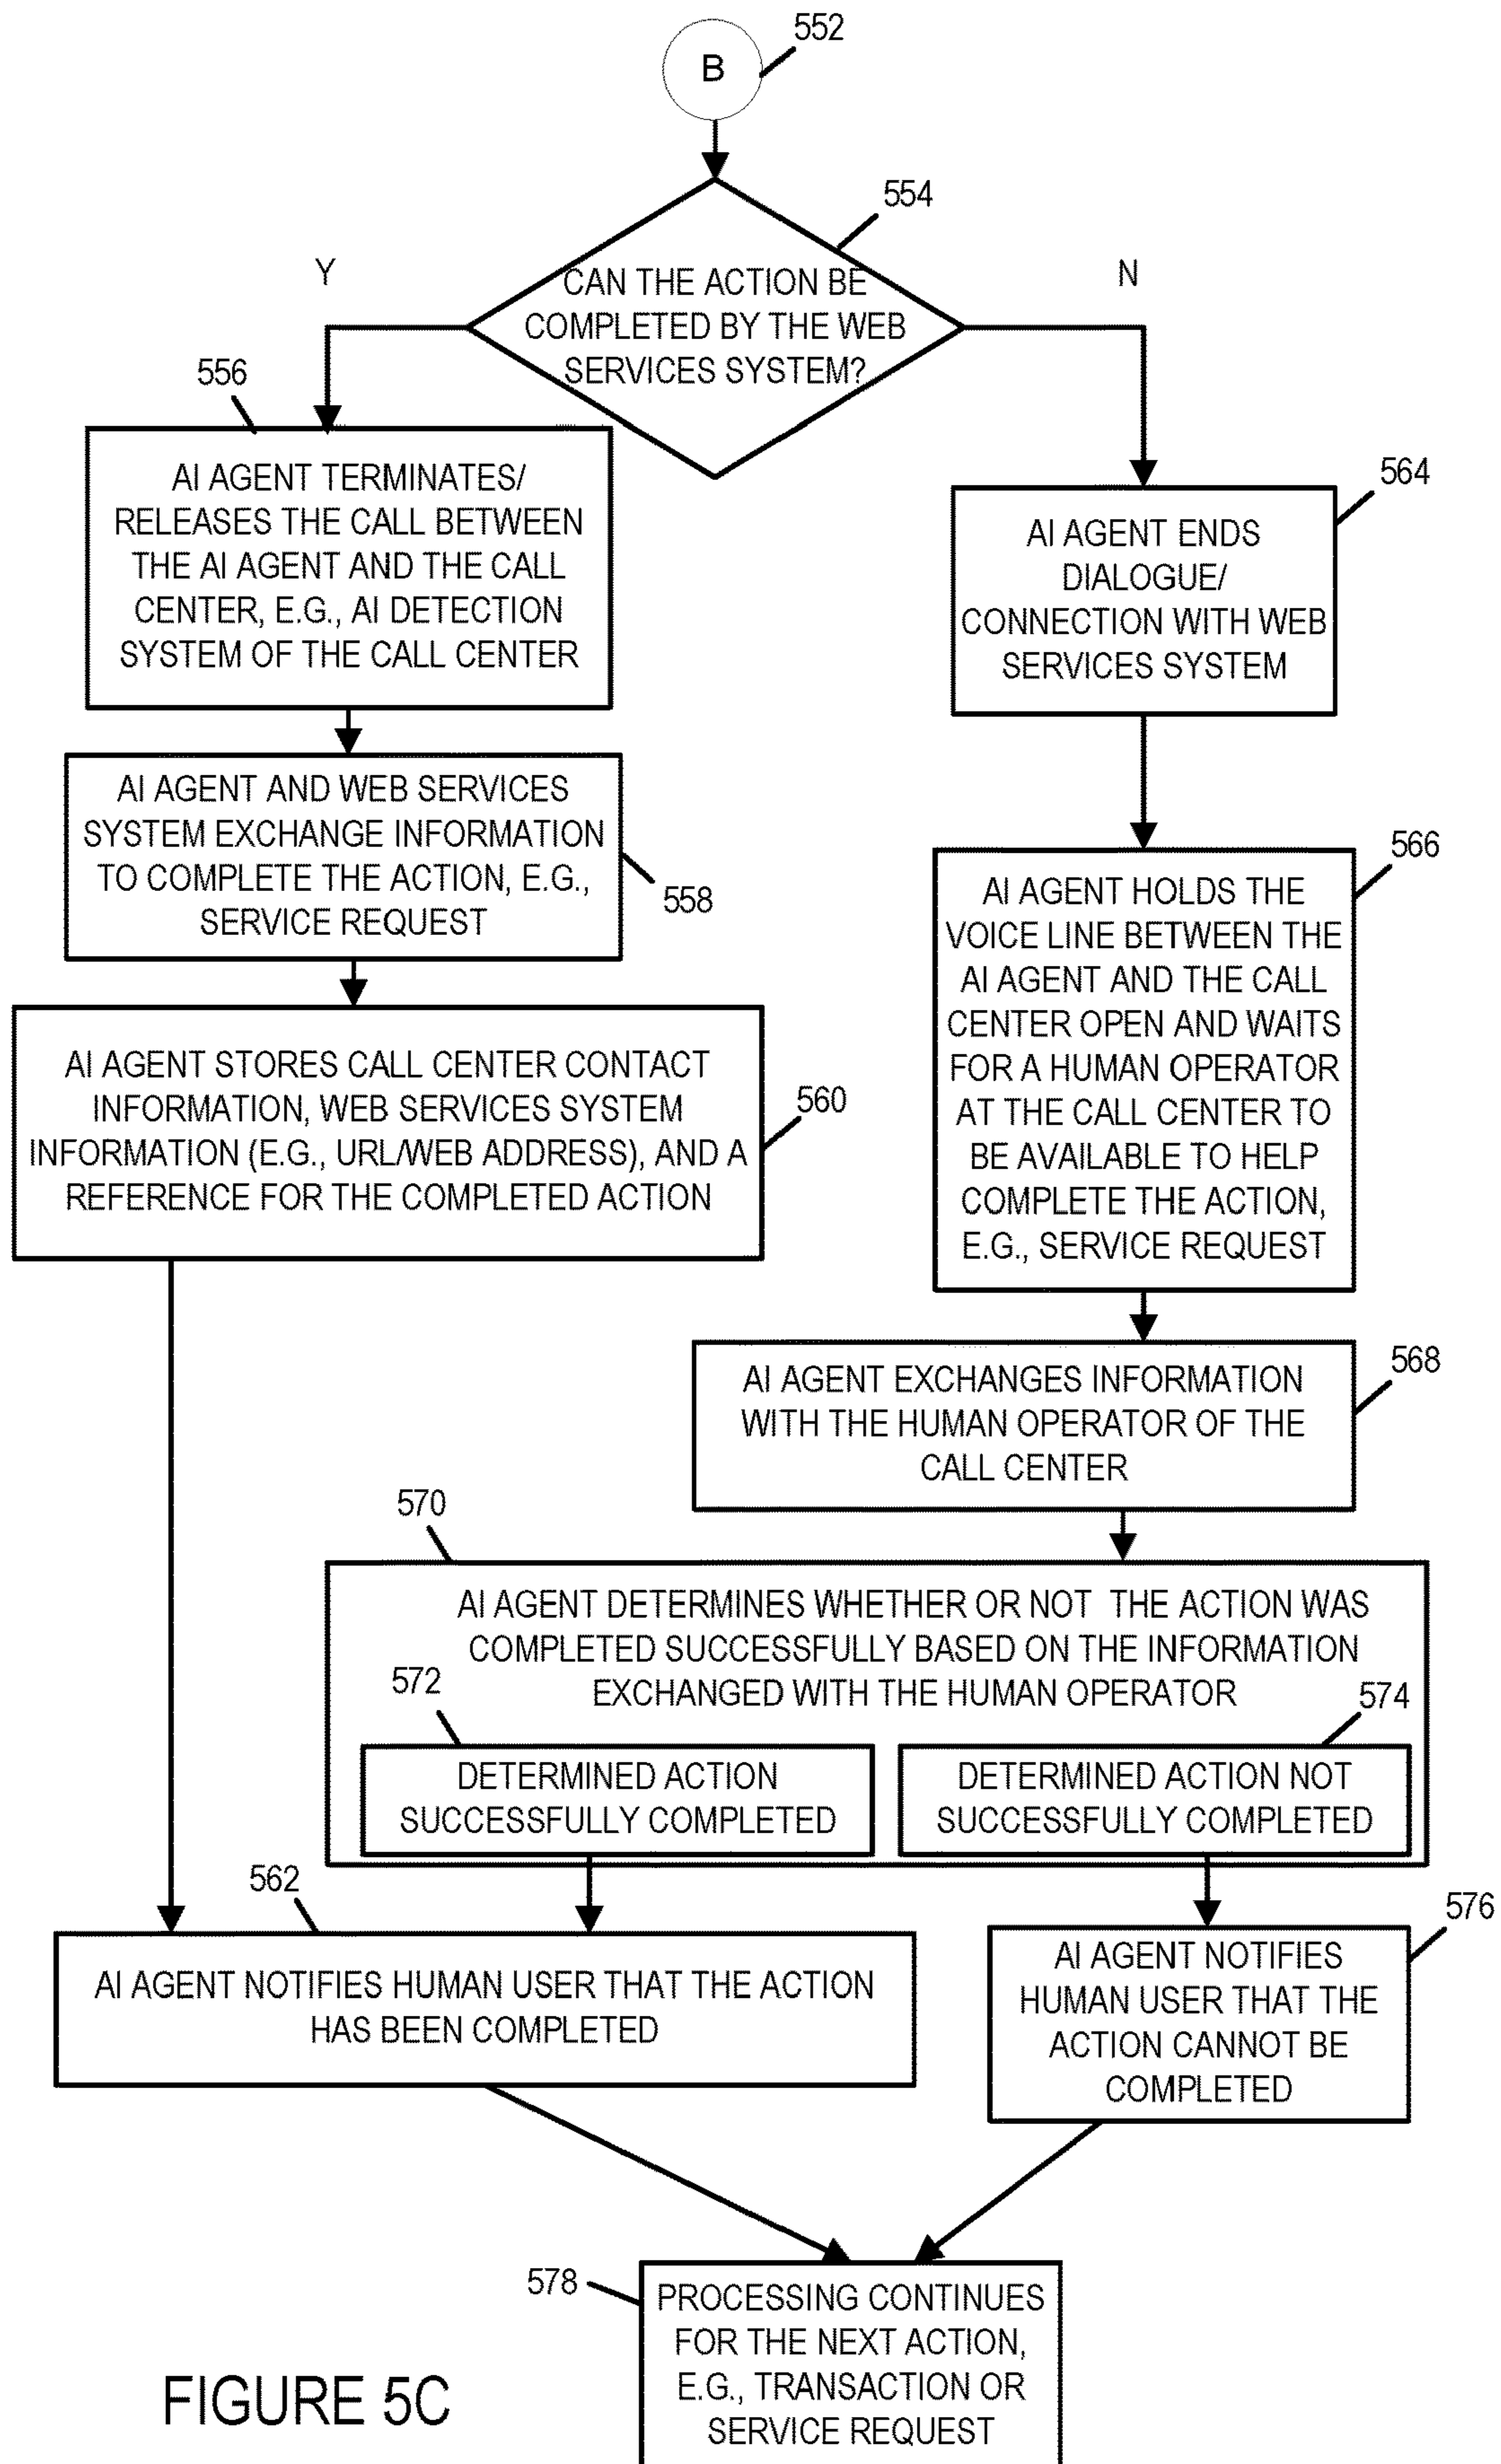 B
552
554
CAN THE ACTION BE
COMPLETED BY THE WEB
SERVICES SYSTEM?
Y
N
556
AI AGENT TERMINATES/
RELEASES THE CALL BETWEEN
THE AI AGENT AND THE CALL
CENTER, E.G., AI DETECTION
SYSTEM OF THE CALL CENTER
AI AGENT AND WEB SERVICES
SYSTEM EXCHANGE INFORMATION
TO COMPLETE THE ACTION, E.G.,
SERVICE REQUEST
558
AI AGENT STORES CALL CENTER CONTACT
INFORMATION, WEB SERVICES SYSTEM
INFORMATION (E.G., URL/WEB ADDRESS), AND A
REFERENCE FOR THE COMPLETED ACTION
560
564
AI AGENT ENDS
DIALOGUE/
CONNECTION WITH WEB
SERVICES SYSTEM
566
AI AGENT HOLDS THE
VOICE LINE BETWEEN THE
AI AGENT AND THE CALL
CENTER OPEN AND WAITS
FOR A HUMAN OPERATOR
AT THE CALL CENTER TO
BE AVAILABLE TO HELP
COMPLETE THE ACTION,
E.G., SERVICE REQUEST
568
AI AGENT EXCHANGES INFORMATION
WITH THE HUMAN OPERATOR OF THE
CALL CENTER
570
AI AGENT DETERMINES WHETHER OR NOT THE ACTION WAS
COMPLETED SUCCESSFULLY BASED ON THE INFORMATION
EXCHANGED WITH THE HUMAN OPERATOR
572
DETERMINED ACTION
SUCCESSFULLY COMPLETED
574
DETERMINED ACTION NOT
SUCCESSFULLY COMPLETED
562
AI AGENT NOTIFIES HUMAN USER THAT THE ACTION
HAS BEEN COMPLETED
576
AI AGENT NOTIFIES
HUMAN USER THAT THE
ACTION CANNOT BE
COMPLETED
578
PROCESSING CONTINUES
FOR THE NEXT ACTION,
E.G., TRANSACTION OR
SERVICE REQUEST
FIGURE 5C